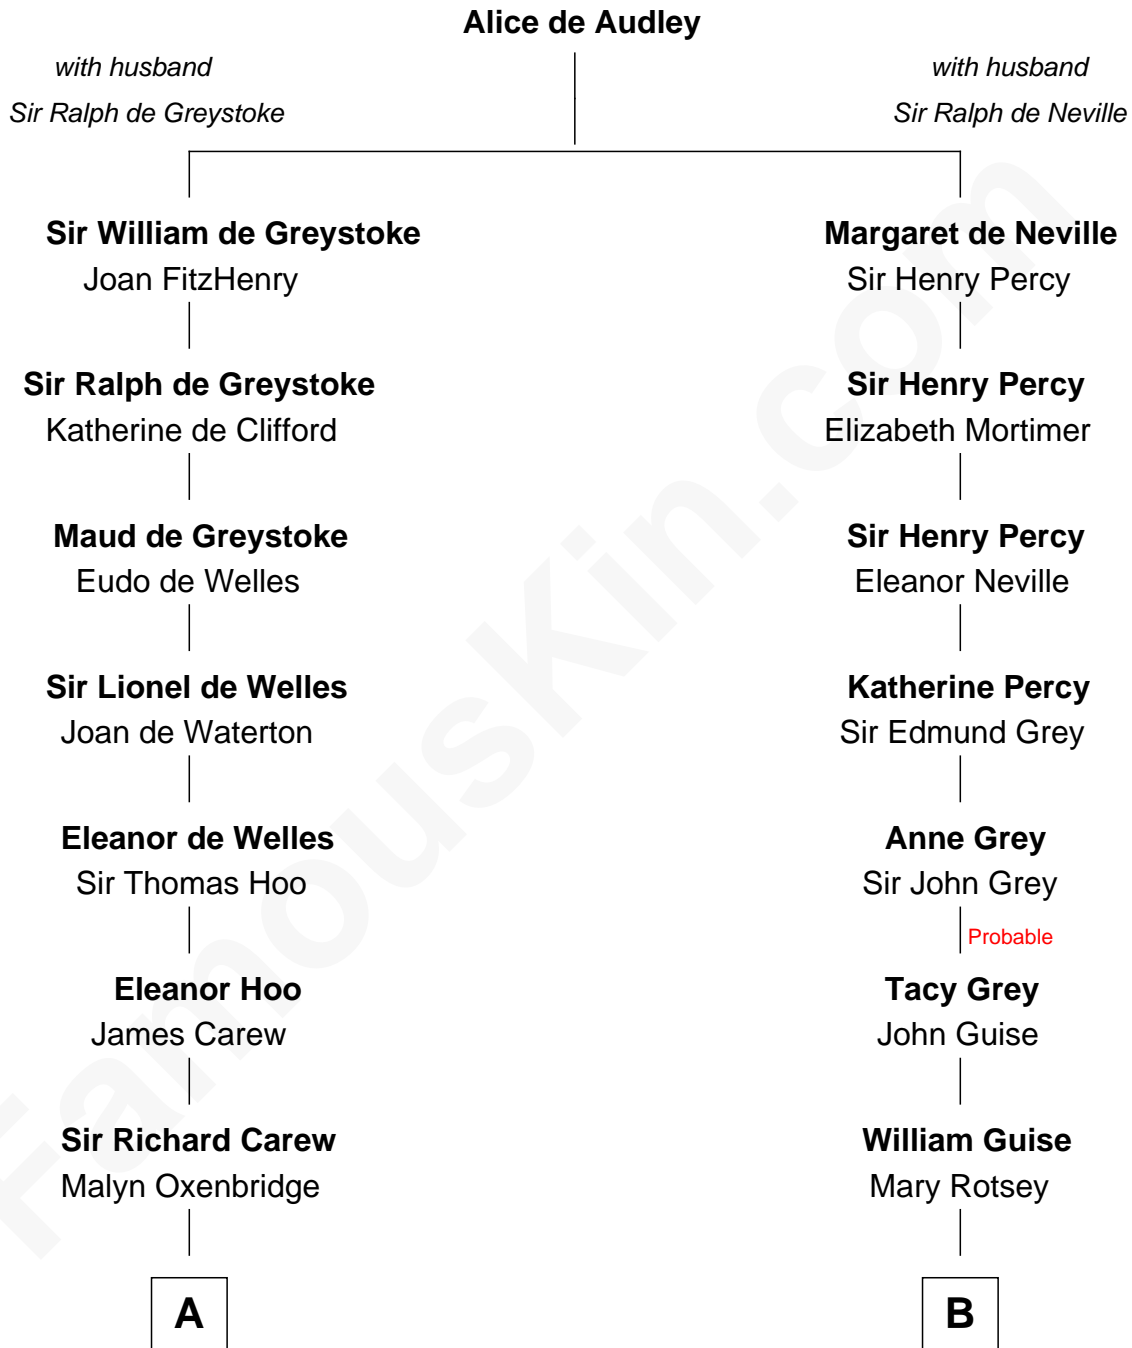 Alice de Audley
with husband
Sir Ralph de Greystoke
with husband
Sir Ralph de Neville
Sir William de Greystoke
Joan FitzHenry
Margaret de Neville
Sir Henry Percy
Sir Ralph de Greystoke
Katherine de Clifford
Sir Henry Percy
Elizabeth Mortimer
Maud de Greystoke
Eudo de Welles
Sir Henry Percy
Eleanor Neville
Sir Lionel de Welles
Joan de Waterton
Katherine Percy
Sir Edmund Grey
Eleanor de Welles
Sir Thomas Hoo
Anne Grey
Sir John Grey
Probable
Eleanor Hoo
James Carew
Tacy Grey
John Guise
Sir Richard Carew
Malyn Oxenbridge
William Guise
Mary Rotsey
A
B
FamousKin.com